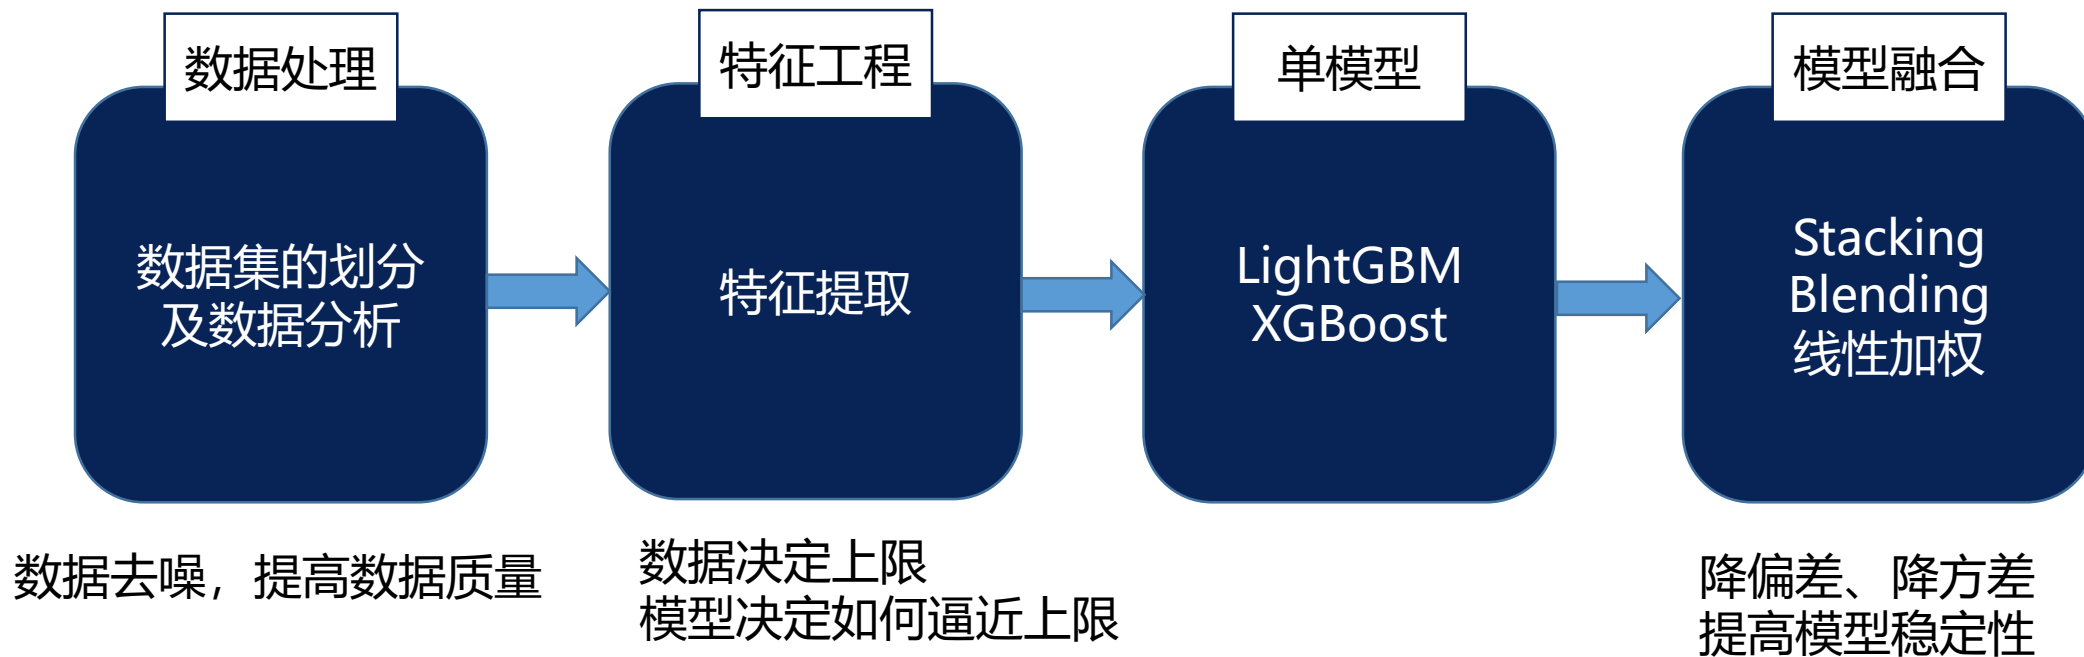 数据处理
数据集的划分
及数据分析
数据去噪，提高数据质量
特征工程
特征提取
数据决定上限
模型决定如何逼近上限
单模型
LightGBM
XGBoost
模型融合
Stacking
Blending
线性加权
降偏差、降方差
提高模型稳定性